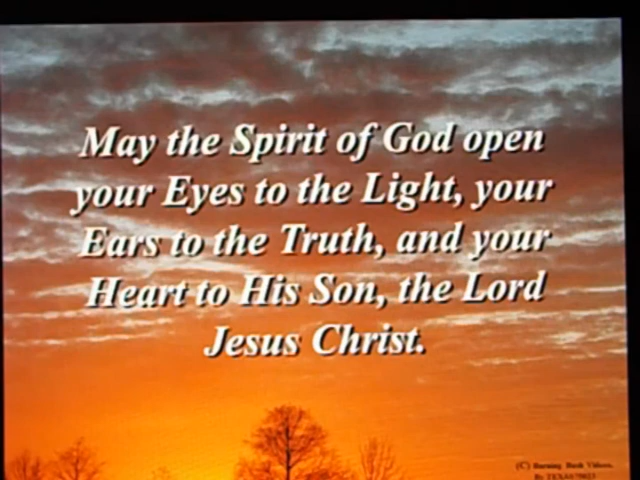 May the Spirit of God open
your Eyes to the Light, your
Ears to the Truth, and your
Heart to His Son, the Lord
Jesus Christ.
(C) Burning Bush Videos,
By